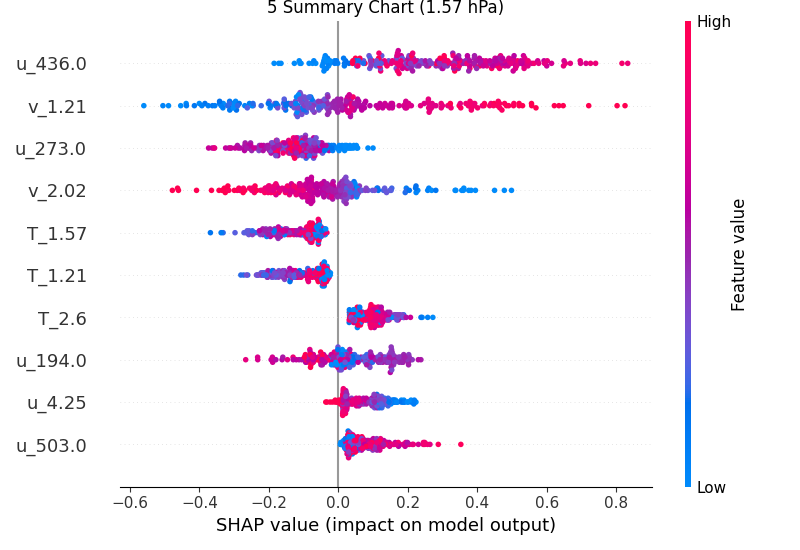 5 Summary Chart (1.57 hPa)
High
u_436.0
v_1.21
u_273.0
v_2.02
T_1.57
T_1.21
T_2.6
u_194.0
u_4.25
u_503.0
Feature value
Low
−0.6 −0.4 −0.2 0.0 0.2 0.4 0.6 0.8
SHAP value (impact on model output)